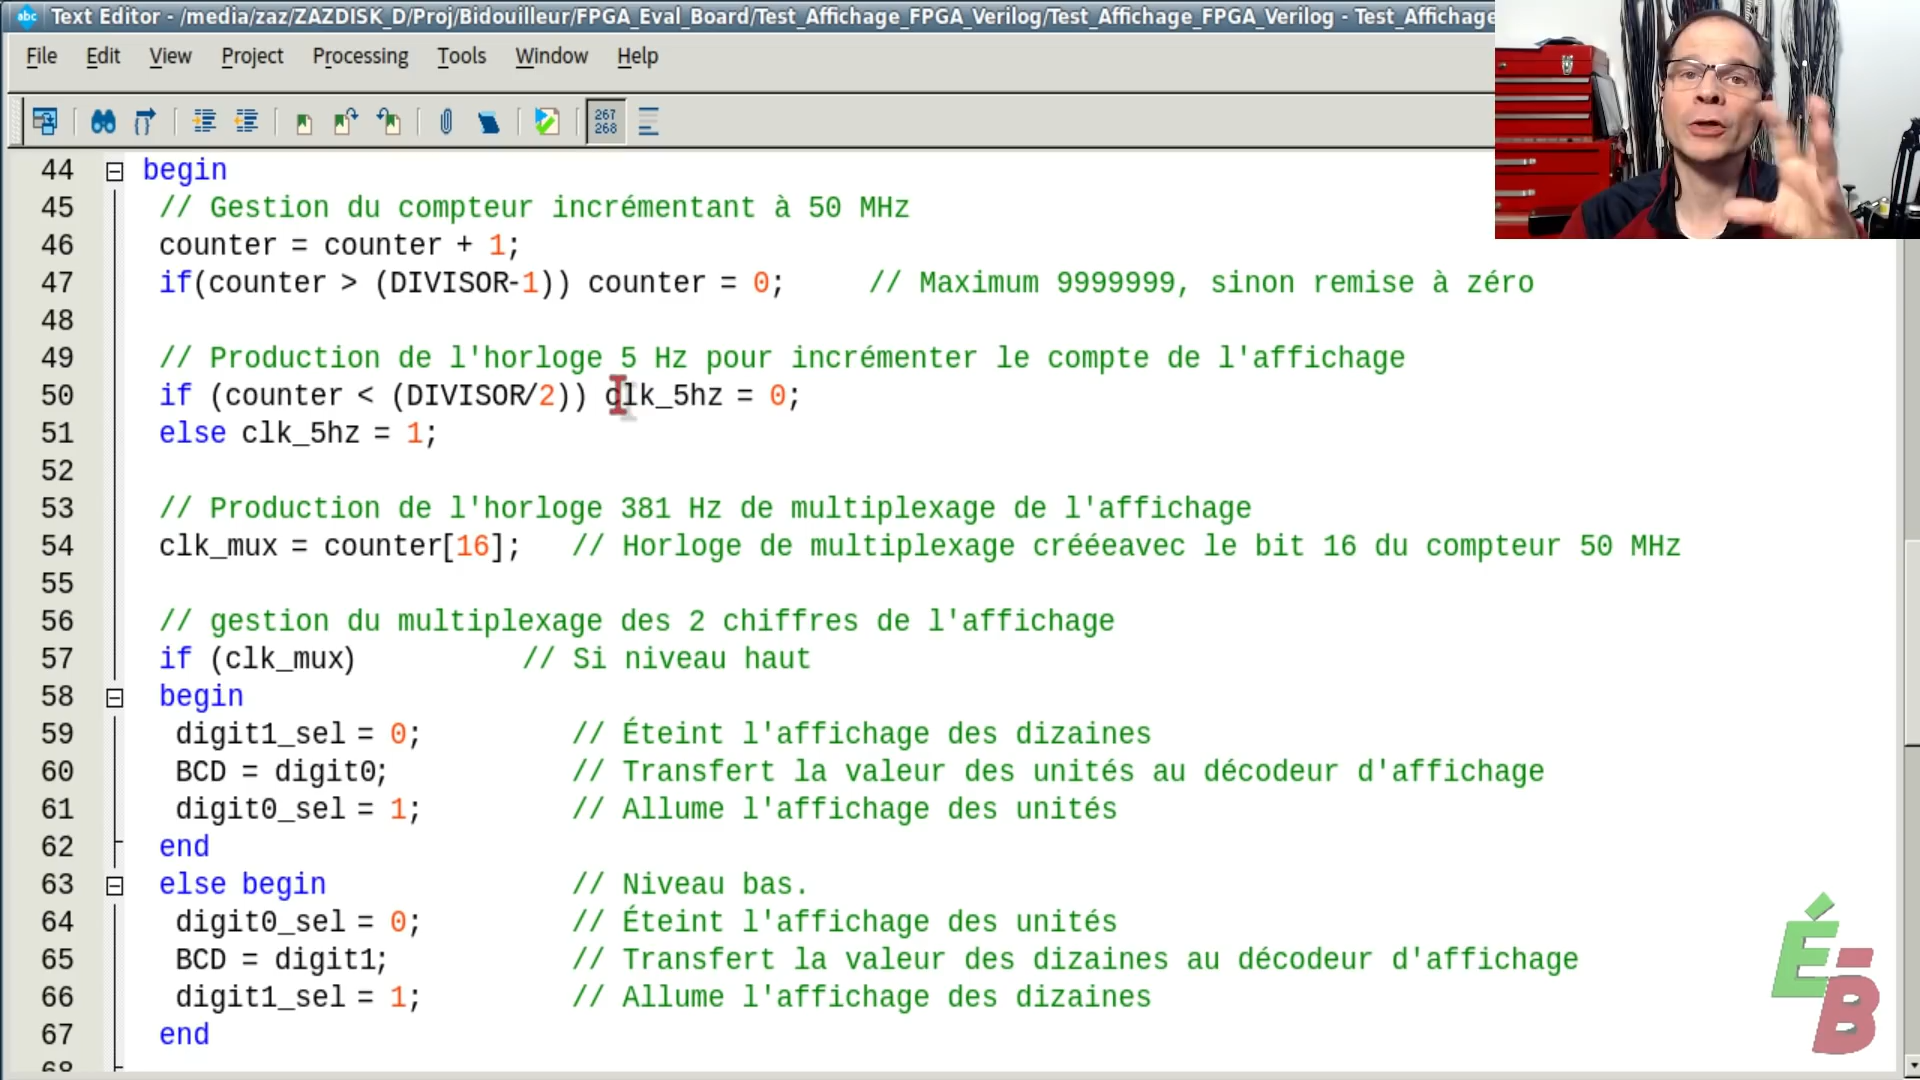 Text Editor - /media/zaz/ZAZDISK_D/Proj/Bidouilleur/FPGA_Eval_Board/Test_Affichage_FPGA_Verilog/Test_Affichage_FPGA_Verilog - Test_Affichage
File Edit View Project Processing Tools Window Help
267
268
44 begin
45 // Gestion du compteur incrémentant à 50 MHz
46 counter = counter + 1;
47 if(counter > (DIVISOR-1)) counter = 0; // Maximum 9999999, sinon remise à zéro
48
49 // Production de l'horloge 5 Hz pour incrémenter le compte de l'affichage
50 if (counter < (DIVISOR/2)) clk_5hz = 0;
51 else clk_5hz = 1;
52
53 // Production de l'horloge 381 Hz de multiplexage de l'affichage
54 clk_mux = counter[16]; // Horloge de multiplexage crééeavec le bit 16 du compteur 50 MHz
55
56 // gestion du multiplexage des 2 chiffres de l'affichage
57 if (clk_mux) // Si niveau haut
58 begin
59 digit1_sel = 0; // Éteint l'affichage des dizaines
60 BCD = digit0; // Transfert la valeur des unités au décodeur d'affichage
61 digit0_sel = 1; // Allume l'affichage des unités
62 end
63 else begin // Niveau bas.
64 digit0_sel = 0; // Éteint l'affichage des unités
65 BCD = digit1; // Transfert la valeur des dizaines au décodeur d'affichage
66 digit1_sel = 1; // Allume l'affichage des dizaines
67 end
68
abc
É-B